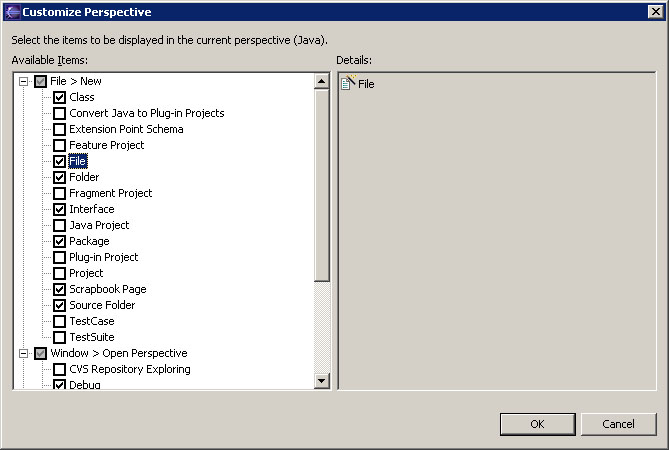 Customize Perspective
Select the items to be displayed in the current perspective (Java).
Available Items:
Details:
File > New
File
Class
Convert Java to Plug-in Projects
Extension Point Schema
Feature Project
File
Folder
Fragment Project
Interface
Java Project
Package
Plug-in Project
Project
Scrapbook Page
Source Folder
TestCase
TestSuite
Window > Open Perspective
CVS Repository Exploring
Debug
OK
Cancel